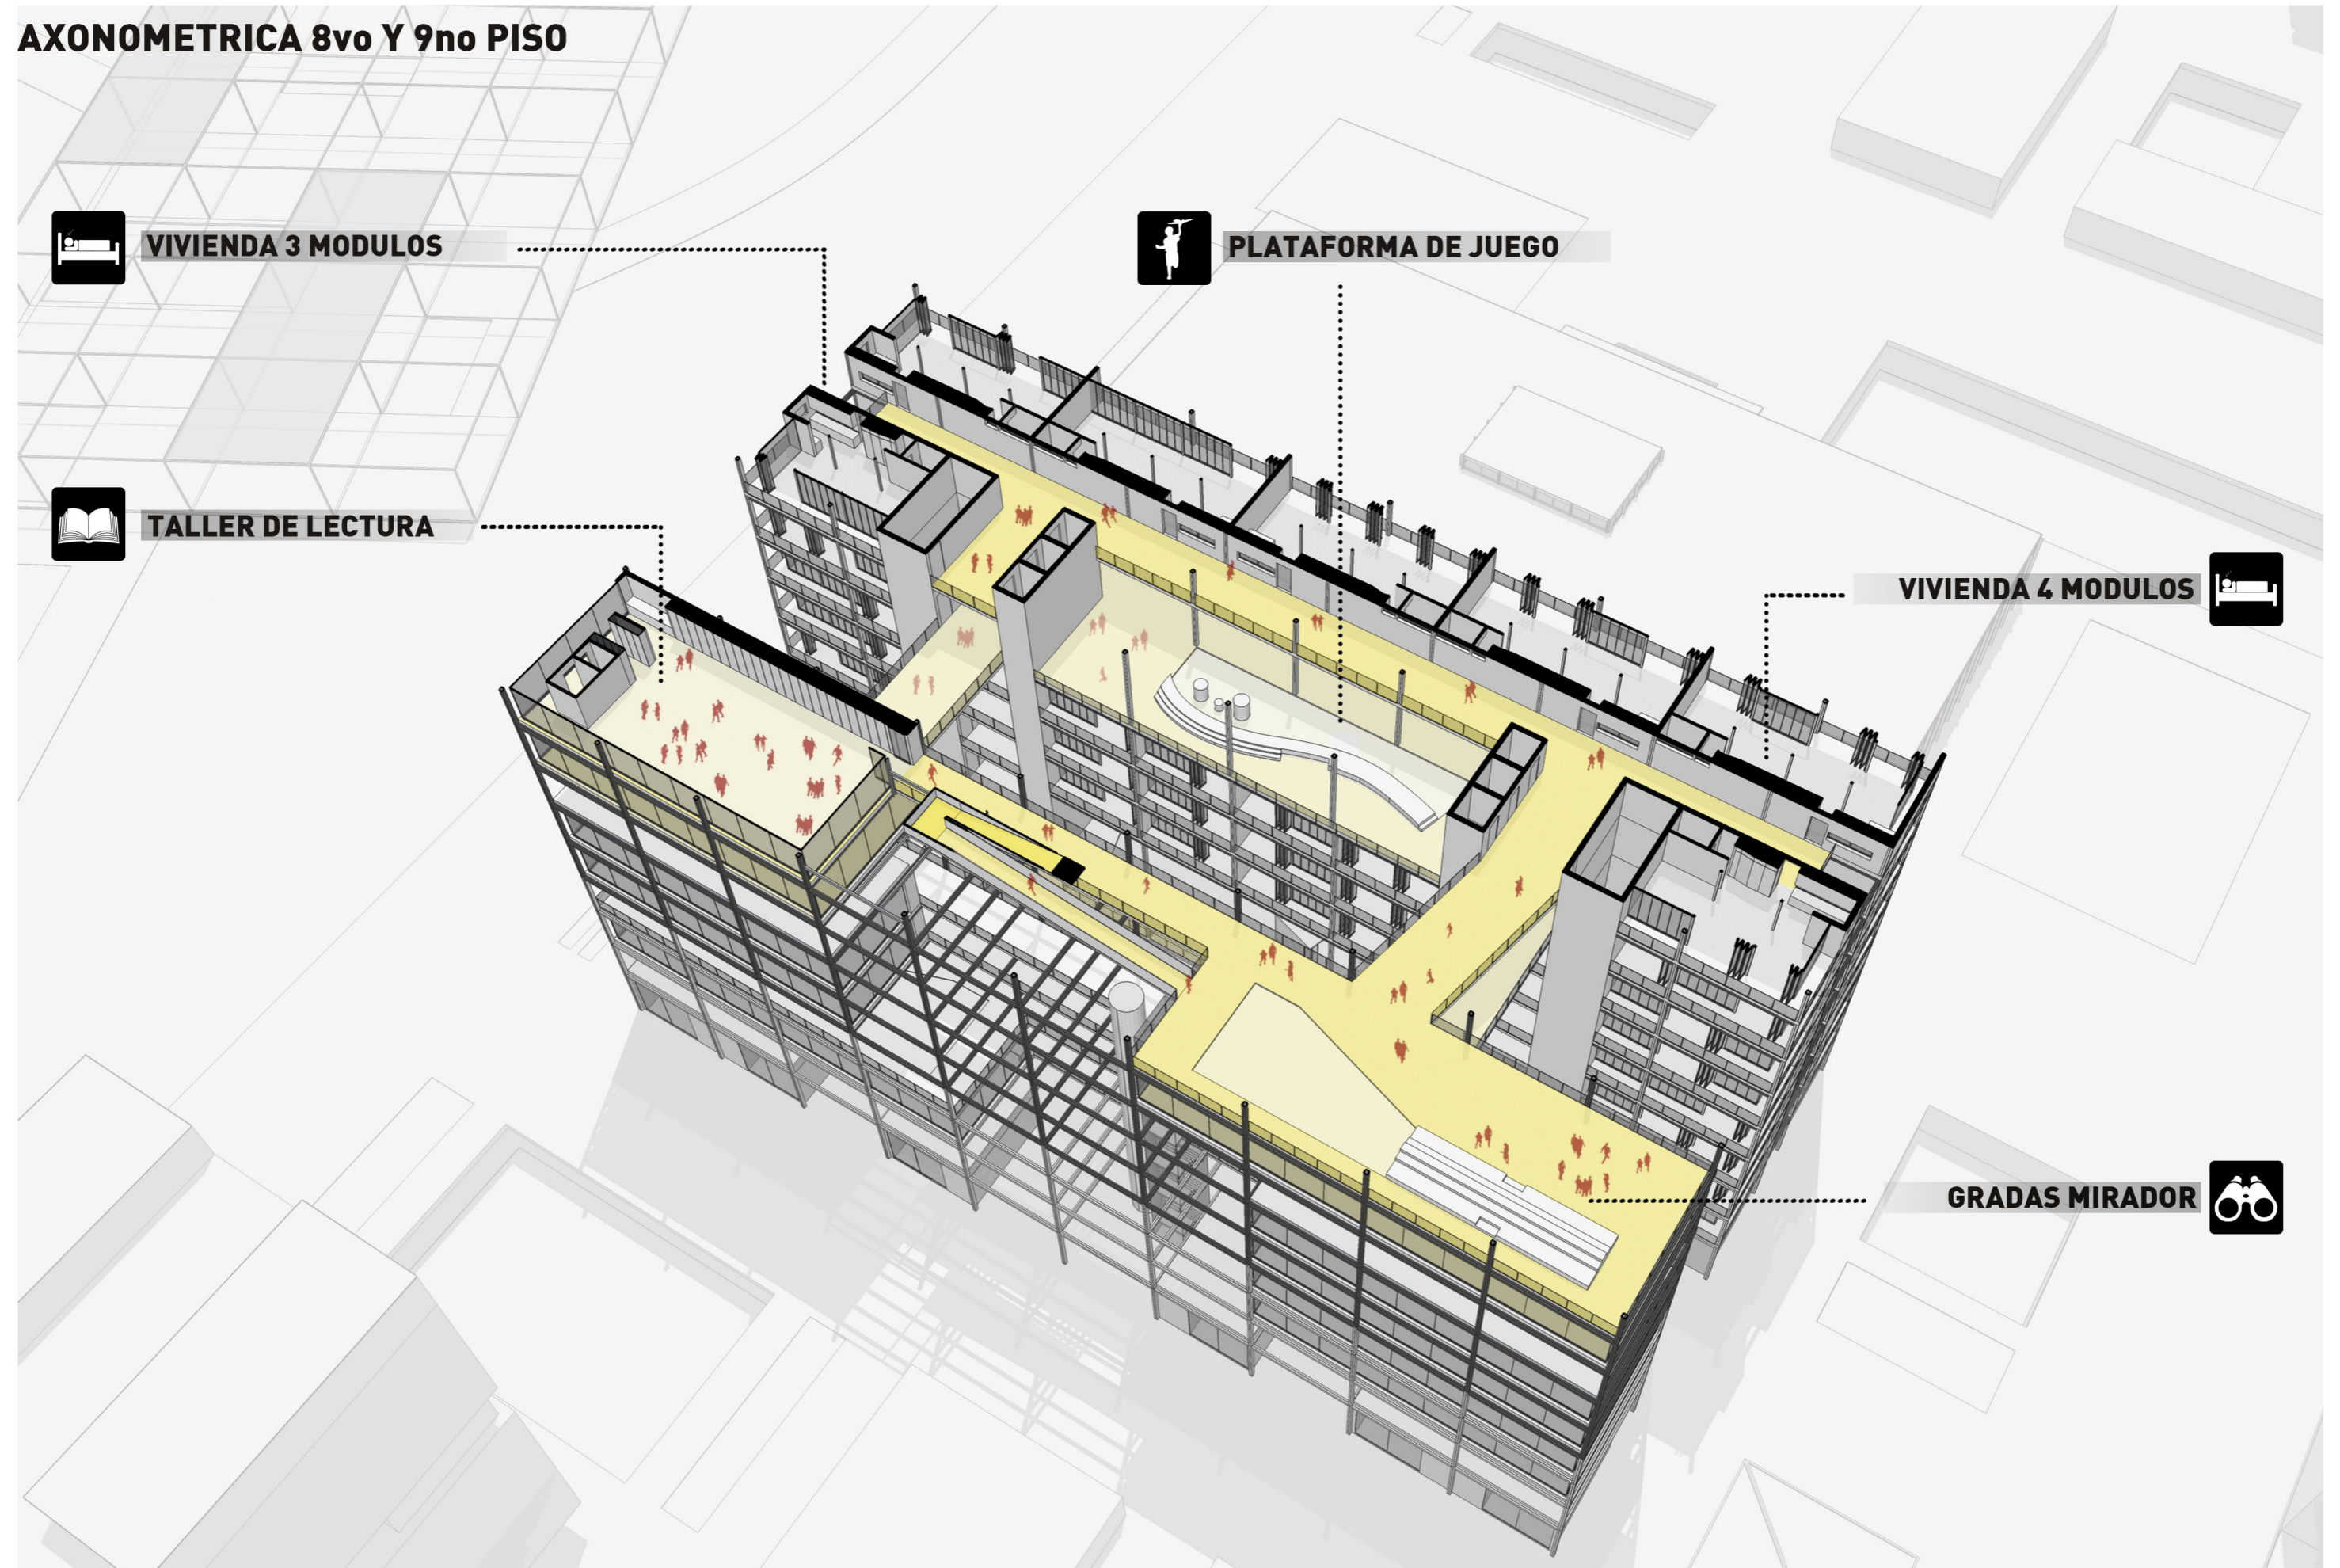 AXONOMETRICA 8vo Y 9no PISO
VIVIENDA 3 MODULOS
PLATAFORMA DE JUEGO
TALLER DE LECTURA
VIVIENDA 4 MODULOS
GRADAS MIRADOR